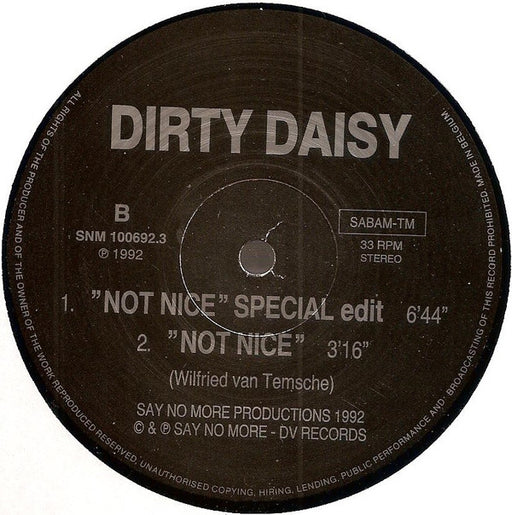 DIRTY DAISY
B
SNM 100692.3
℗ 1992
SABAM-TM
33 RPM
STEREO
1. ”NOT NICE” SPECIAL edit 6'44”
2. ”NOT NICE” 3'16”
(Wilfried van Temsche)
SAY NO MORE PRODUCTIONS 1992
© & ℗ SAY NO MORE - DV RECORDS
ALL RIGHTS OF THE PRODUCER AND OF THE OWNER OF THE WORK REPRODUCED RESERVED. UNAUTHORISED COPYING, HIRING, LENDING, PUBLIC PERFORMANCE AND BROADCASTING OF THIS RECORD PROHIBITED. MADE IN BELGIUM.